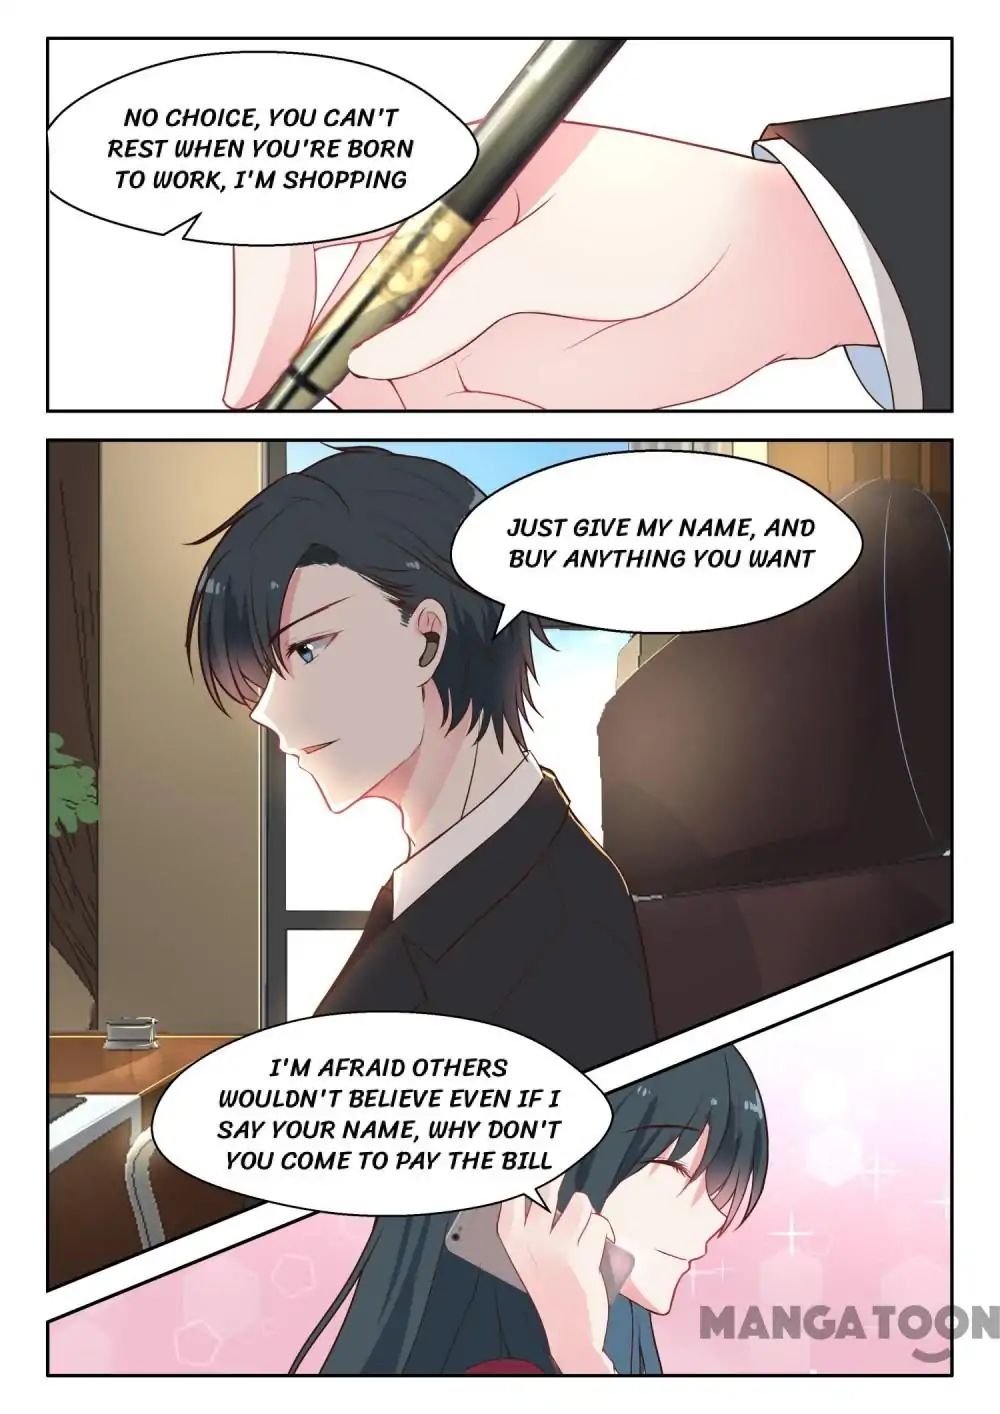 NO CHOICE, YOU CAN'T
REST WHEN YOU'RE BORN
TO WORK, I'M SHOPPING
JUST GIVE MY NAME, AND
BUY ANYTHING YOU WANT
I'M AFRAID OTHERS
WOULDN'T BELIEVE EVEN IF I
SAY YOUR NAME, WHY DON'T
YOU COME TO PAY THE BILL
MANGATOON